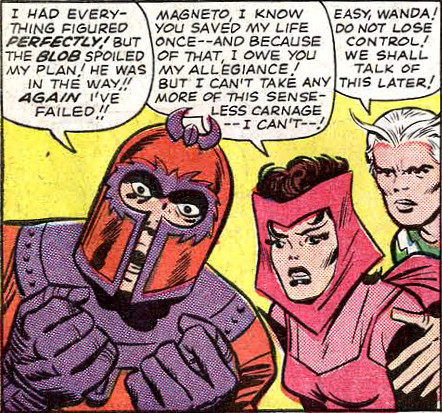 I HAD EVERY-
THING FIGURED
PERFECTLY! BUT
THE BLOB SPOILED
MY PLAN! HE WAS
IN THE WAY!!
AGAIN I'VE
FAILED!!
MAGNETO, I KNOW
YOU SAVED MY LIFE
ONCE--AND BECAUSE
OF THAT, I OWE YOU
MY ALLEGIANCE!
BUT I CAN'T TAKE ANY
MORE OF THIS SENSE-
LESS CARNAGE
-- I CAN'T--!
EASY, WANDA!
DO NOT LOSE
CONTROL!
WE SHALL
TALK OF
THIS LATER!